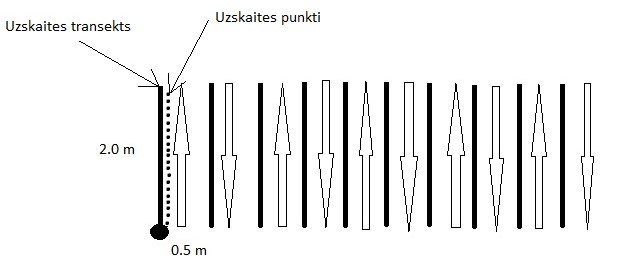 Uzskaites punkti
Uzskaites transekts
2.0 m
0.5 m